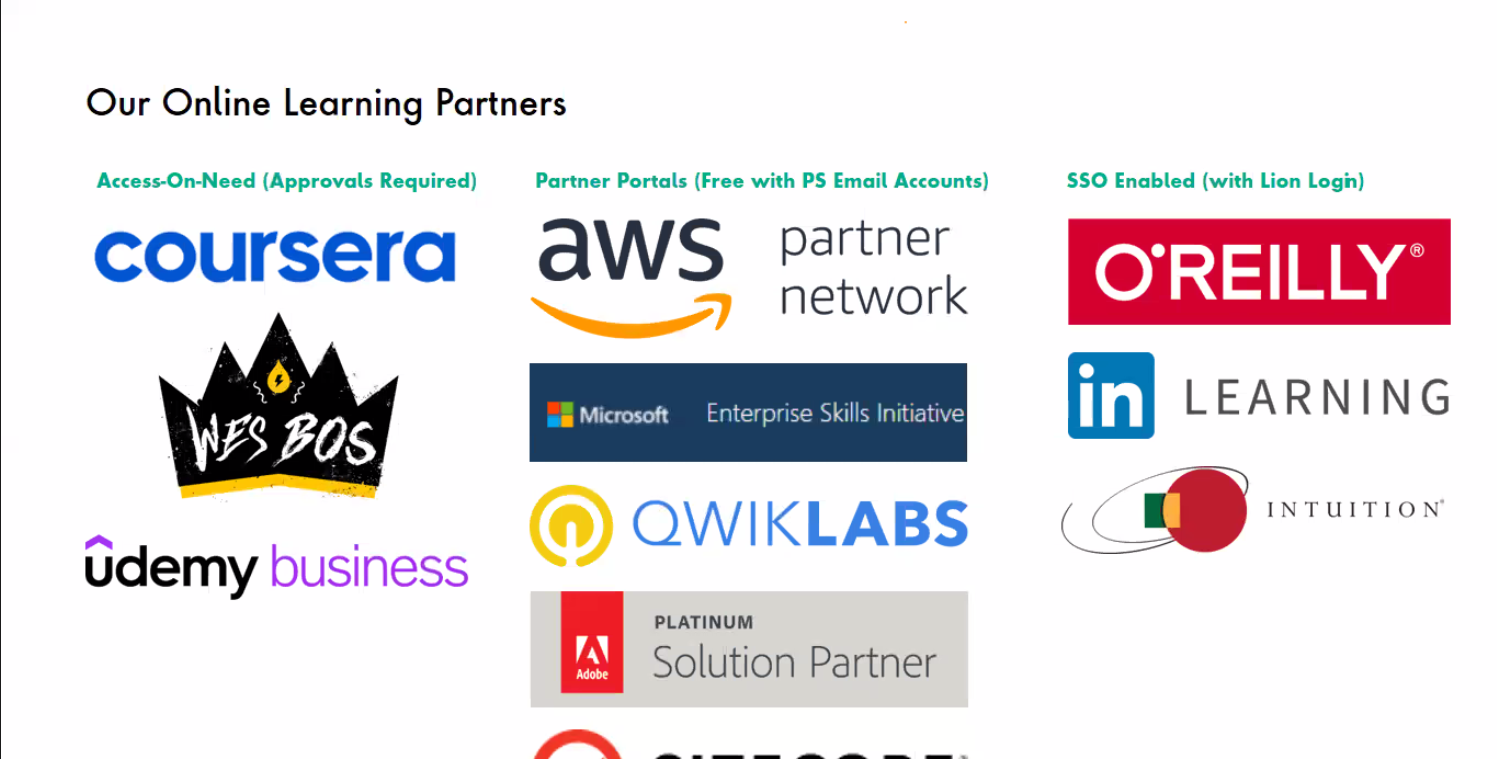 Our Online Learning Partners
Access-On-Need (Approvals Required)
coursera
WES BOS
ûdemy business
Partner Portals (Free with PS Email Accounts)
aws partner
network
Microsoft Enterprise Skills Initiative
QWIKLABS
PLATINUM
Adobe Solution Partner
SITECORE®
SSO Enabled (with Lion Login)
O'REILLY®
in LEARNING
INTUITION®